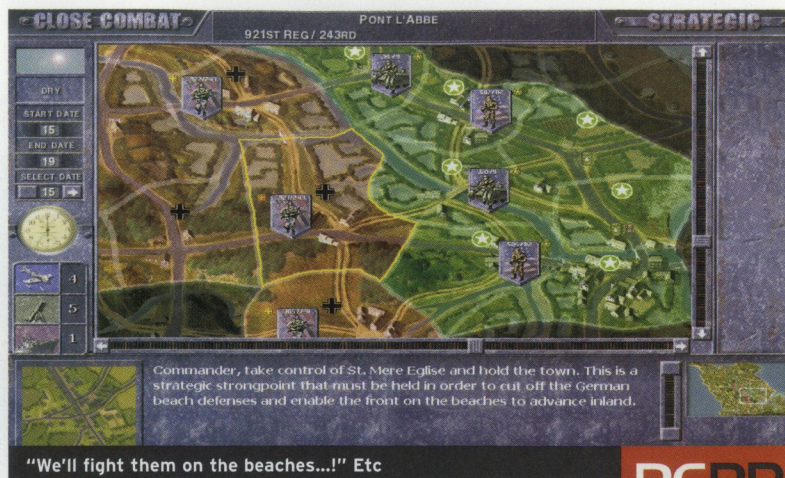 CLOSE COMBAT
PONT L'ABBE
921ST REG / 243RD
STRATEGIC
DRY
START DATE
15
END DATE
19
SELECT DATE
15
4
5
1
Commander, take control of St. Mere Eglise and hold the town. This is a
strategic strongpoint that must be held in order to cut off the German
beach defenses and enable the front on the beaches to advance inland.
"We'll fight them on the beaches...!" Etc